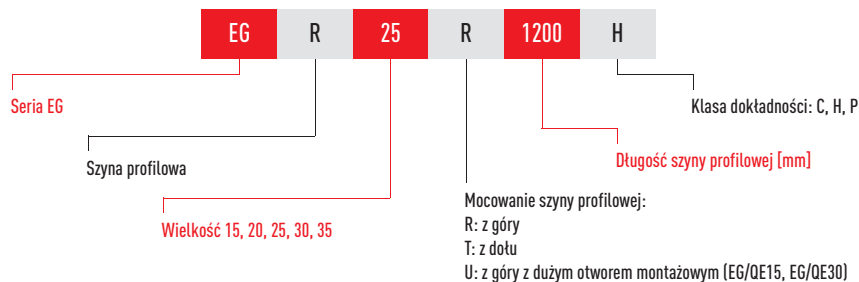 EG R 25 R 1200 H
Seria EG
Klasa dokładności: C, H, P
Szyna profilowa
Długość szyny profilowej [mm]
Wielkość 15, 20, 25, 30, 35
Mocowanie szyny profilowej:
R: z góry
T: z dołu
U: z góry z dużym otworem montażowym (EG/QE15, EG/QE30)